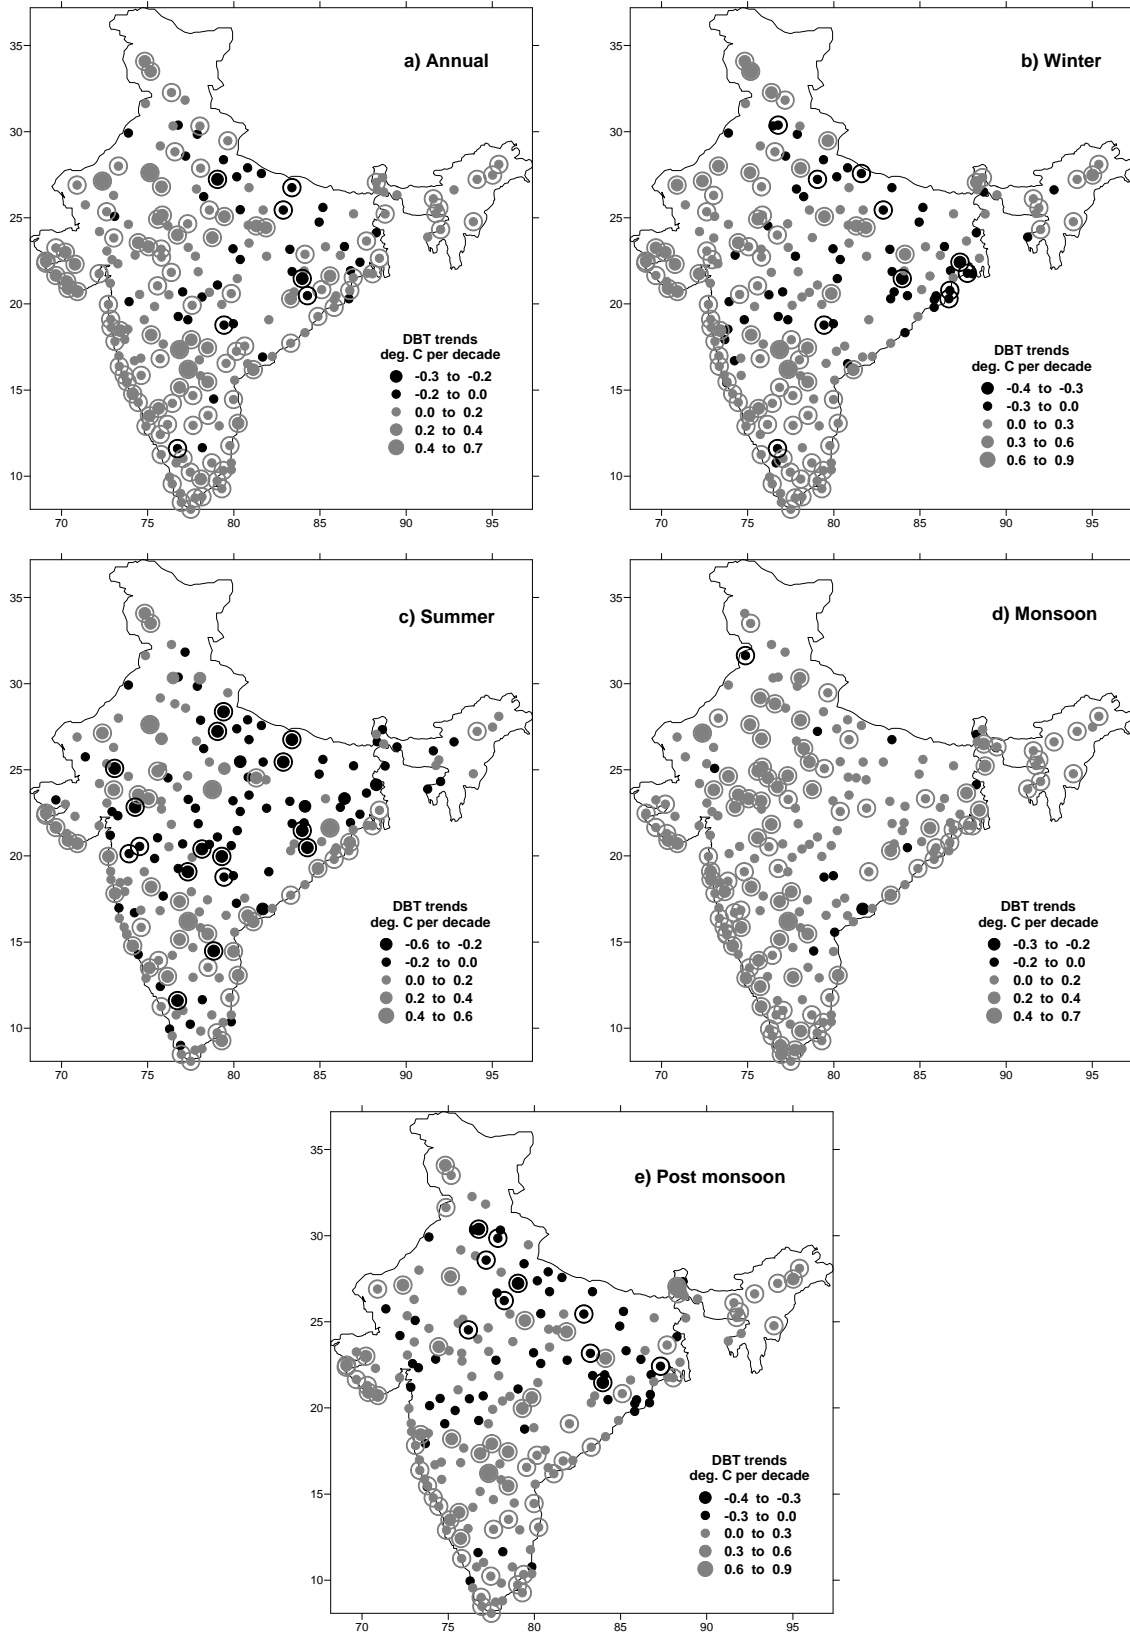 a) Annual
35
30
25
20
15
10
70 75 80 85 90 95
DBT trends
deg. C per decade
-0.3 to -0.2
-0.2 to 0.0
0.0 to 0.2
0.2 to 0.4
0.4 to 0.7
b) Winter
35
30
25
20
15
10
70 75 80 85 90 95
DBT trends
deg. C per decade
-0.4 to -0.3
-0.3 to 0.0
0.0 to 0.3
0.3 to 0.6
0.6 to 0.9
c) Summer
35
30
25
20
15
10
70 75 80 85 90 95
DBT trends
deg. C per decade
-0.6 to -0.2
-0.2 to 0.0
0.0 to 0.2
0.2 to 0.4
0.4 to 0.6
d) Monsoon
35
30
25
20
15
10
70 75 80 85 90 95
DBT trends
deg. C per decade
-0.3 to -0.2
-0.2 to 0.0
0.0 to 0.2
0.2 to 0.4
0.4 to 0.7
e) Post monsoon
35
30
25
20
15
10
70 75 80 85 90 95
DBT trends
deg. C per decade
-0.4 to -0.3
-0.3 to 0.0
0.0 to 0.3
0.3 to 0.6
0.6 to 0.9